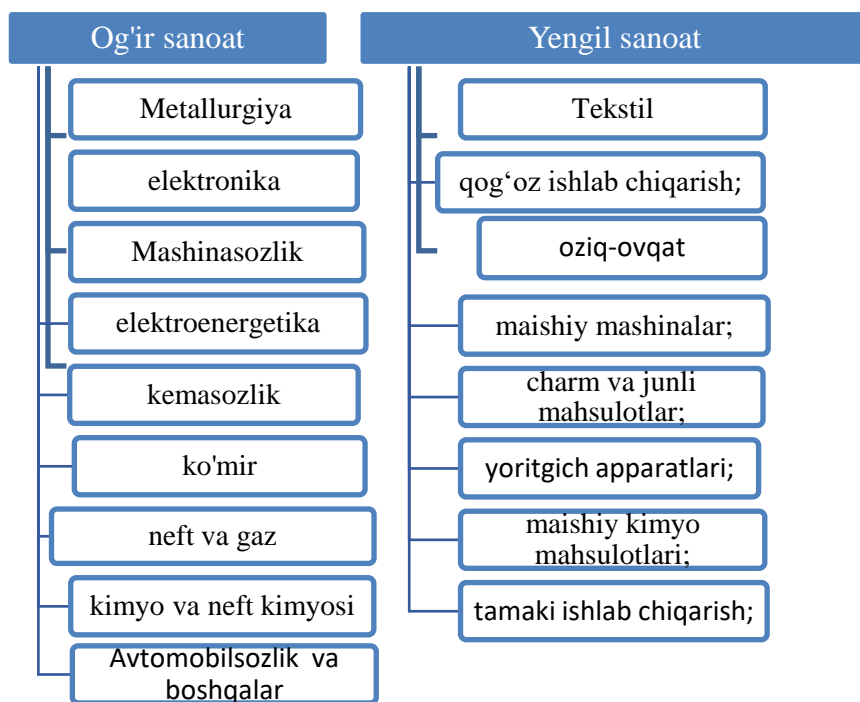 Og'ir sanoat
Metallurgiya
elektronika
Mashinasozlik
elektroenergetika
kemasozlik
ko'mir
neft va gaz
kimyo va neft kimyosi
Avtomobilsozlik va
boshqalar
Yengil sanoat
Tekstil
qog‘oz ishlab chiqarish;
oziq-ovqat
maishiy mashinalar;
charm va junli
mahsulotlar;
yoritgich apparatlari;
maishiy kimyo
mahsulotlari;
tamaki ishlab chiqarish;